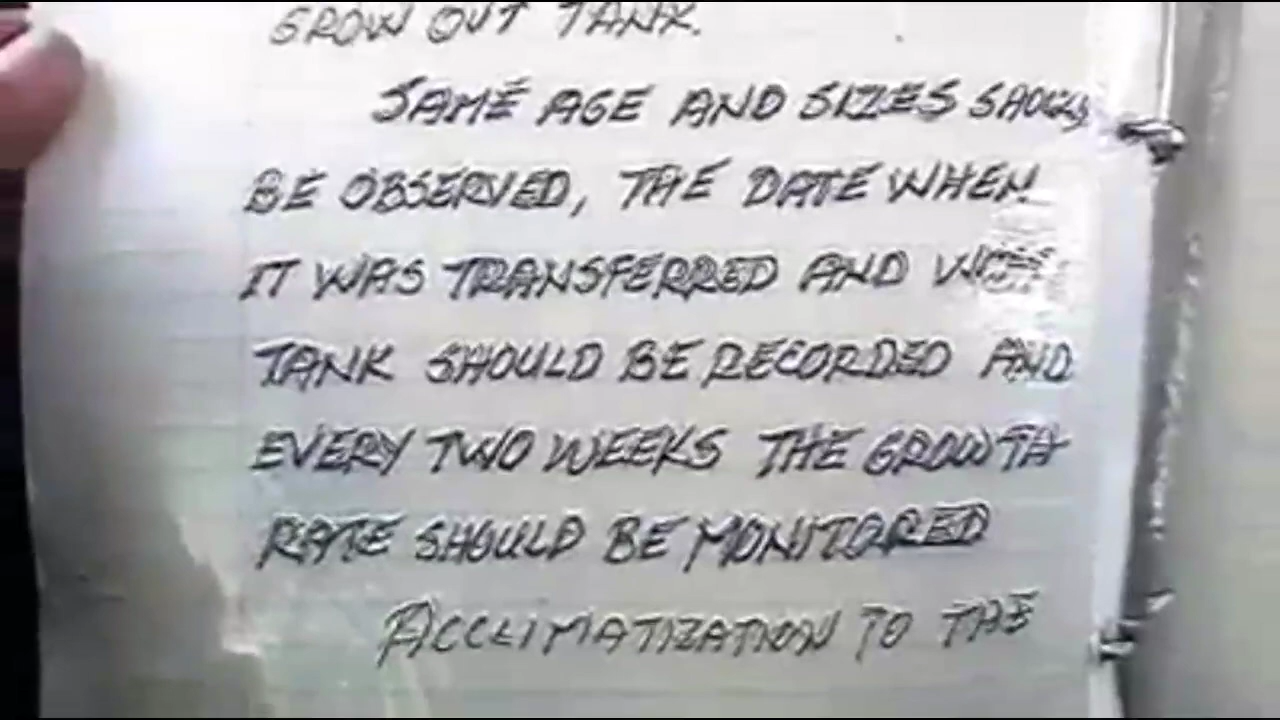 GROW OUT TANK.
SAME AGE AND SIZES SHOULD
BE OBSERVED, THE DATE WHEN
IT WAS TRANSFERRED AND
TANK SHOULD BE RECORDED AND
EVERY TWO WEEKS THE GROWTH
RATE SHOULD BE MONITORED
ACCLIMATIZATION TO THE